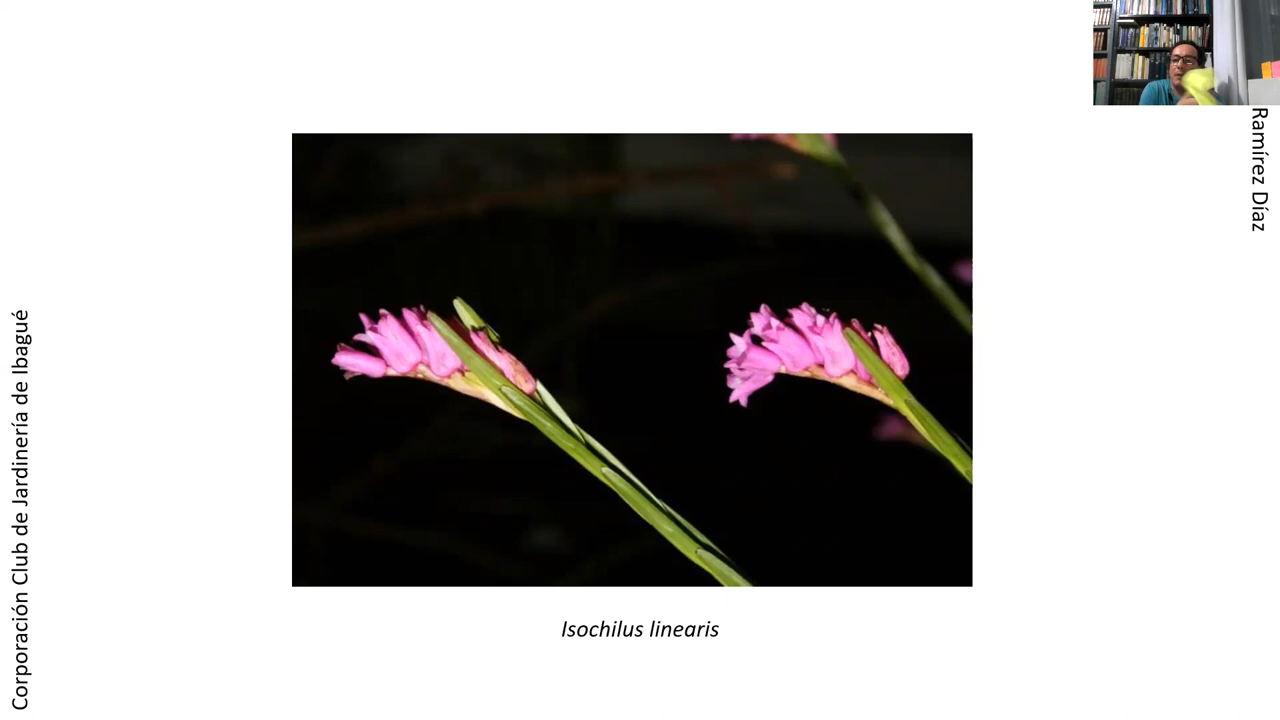 Corporación Club de Jardinería de Ibagué
Isochilus linearis
Ramírez Díaz